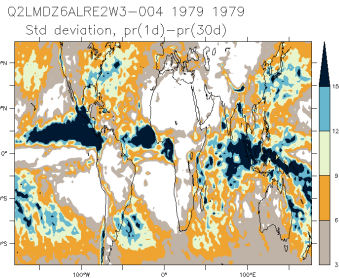 Q2LMDZ6ALRE2W3-004 1979 1979
Std deviation, pr(1d)-pr(30d)
15
12
9
6
3
0°
100°W
0°
100°E